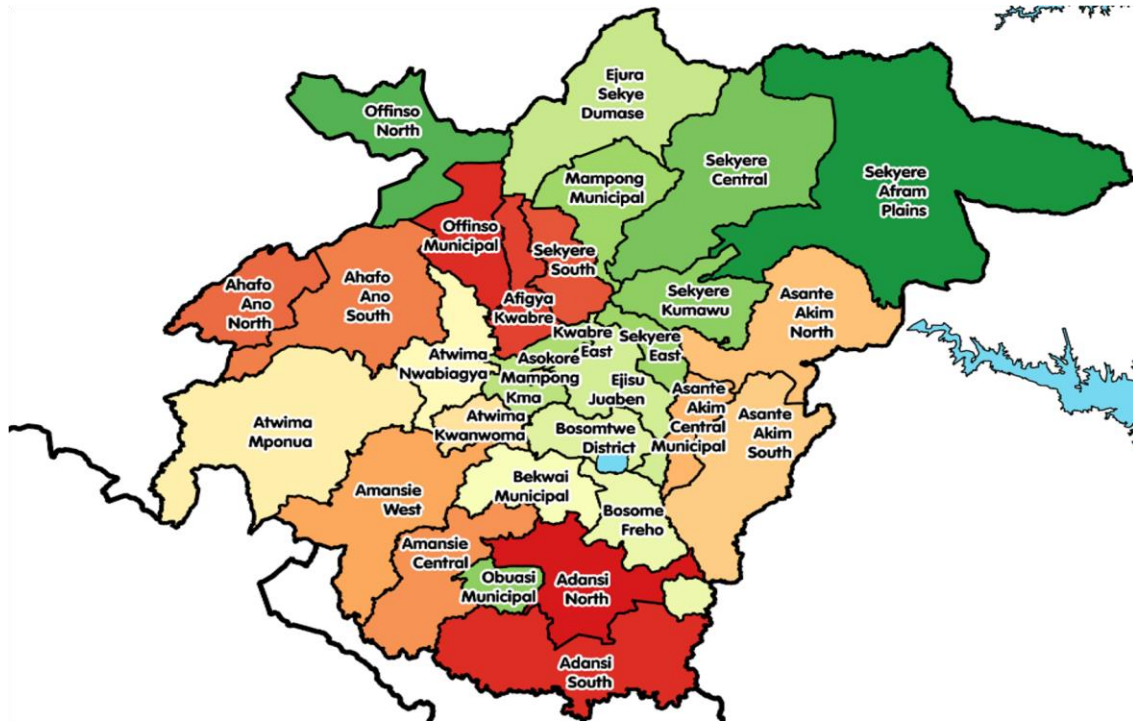 Ejura
Sekye
Dumase
Offinso
North
Sekyere
Central
Mampong
Municipal
Sekyere
Afram
Plains
Offinso
Municipal
Sekyere
South
Ahafo
Ano
North
Ahafo
Ano
South
Afigya
Kwabre
Sekyere
Kumawu
Asante
Akim
North
Kwabre
East
Sekyere
East
Atwima
Nwabiagya
Asokore
Mampong
Kma
Ejisu
Juaben
Atwima
Mponua
Atwima
Kwanwoma
Bosomtwe
District
Asante
Akim
Central
Municipal
Asante
Akim
South
Bekwai
Municipal
Amansie
West
Bosome
Freho
Amansie
Central
Obuasi
Municipal
Adansi
North
Adansi
South